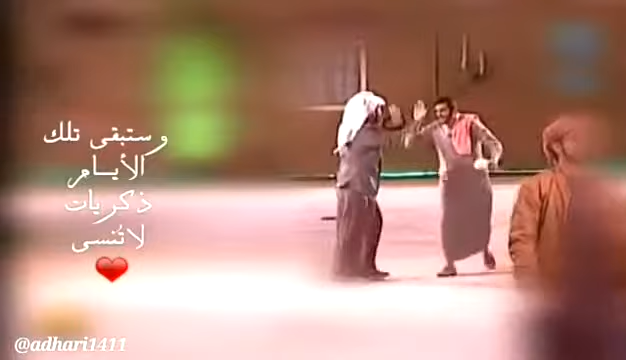 وستبقى تلك
الأيام
ذكريات
لاتُنسى
@adhari1411